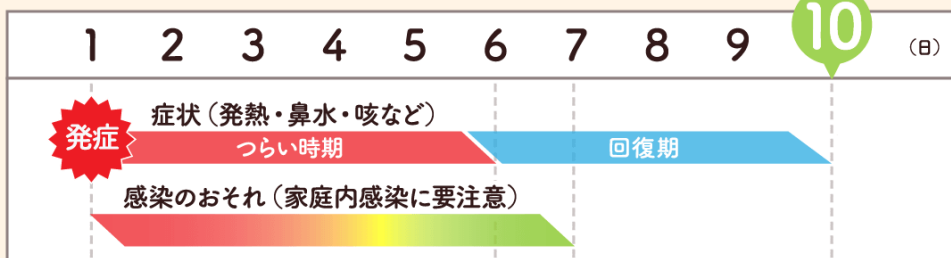 1 2 3 4 5 6 7 8 9 10 （日）
症状（発熱・鼻水・咳など）
発症 つらい時期 回復期
感染のおそれ（家庭内感染に要注意）